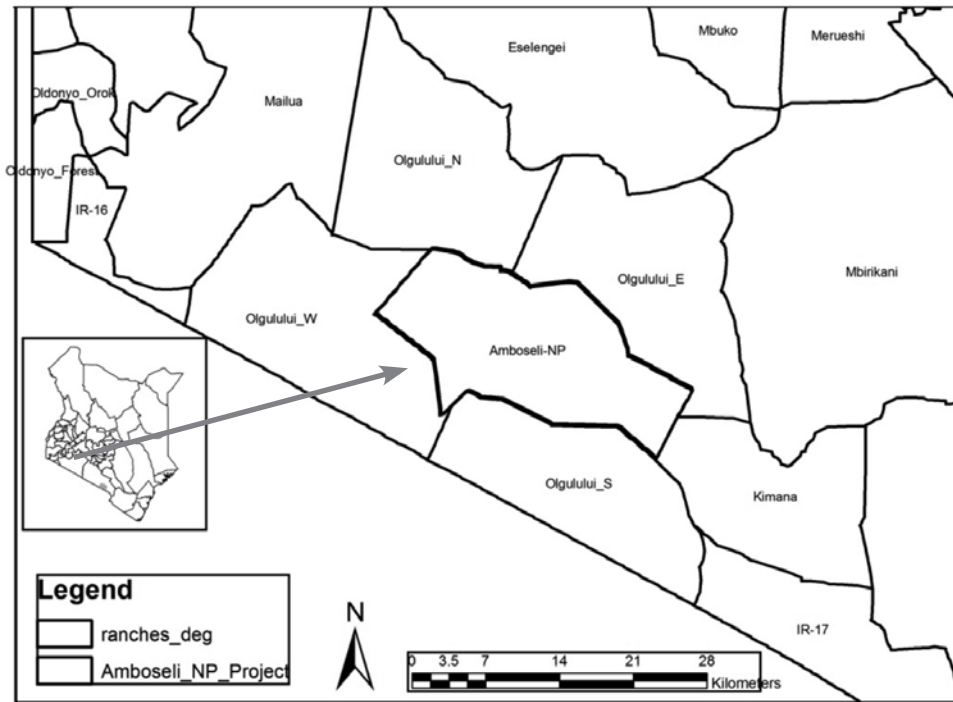 Mbuko
Merueshi
Eselengei
Oldonyo_Orok
Mailua
Olgulului_N
Oldonyo_Forest
IR-16
Mbirikani
Olgulului_E
Olgulului_W
Amboseli-NP
Olgulului_S
Kimana
IR-17
Legend
ranches_deg
Amboseli_NP_Project
N
0 3.5 7 14 21 28
Kilometers